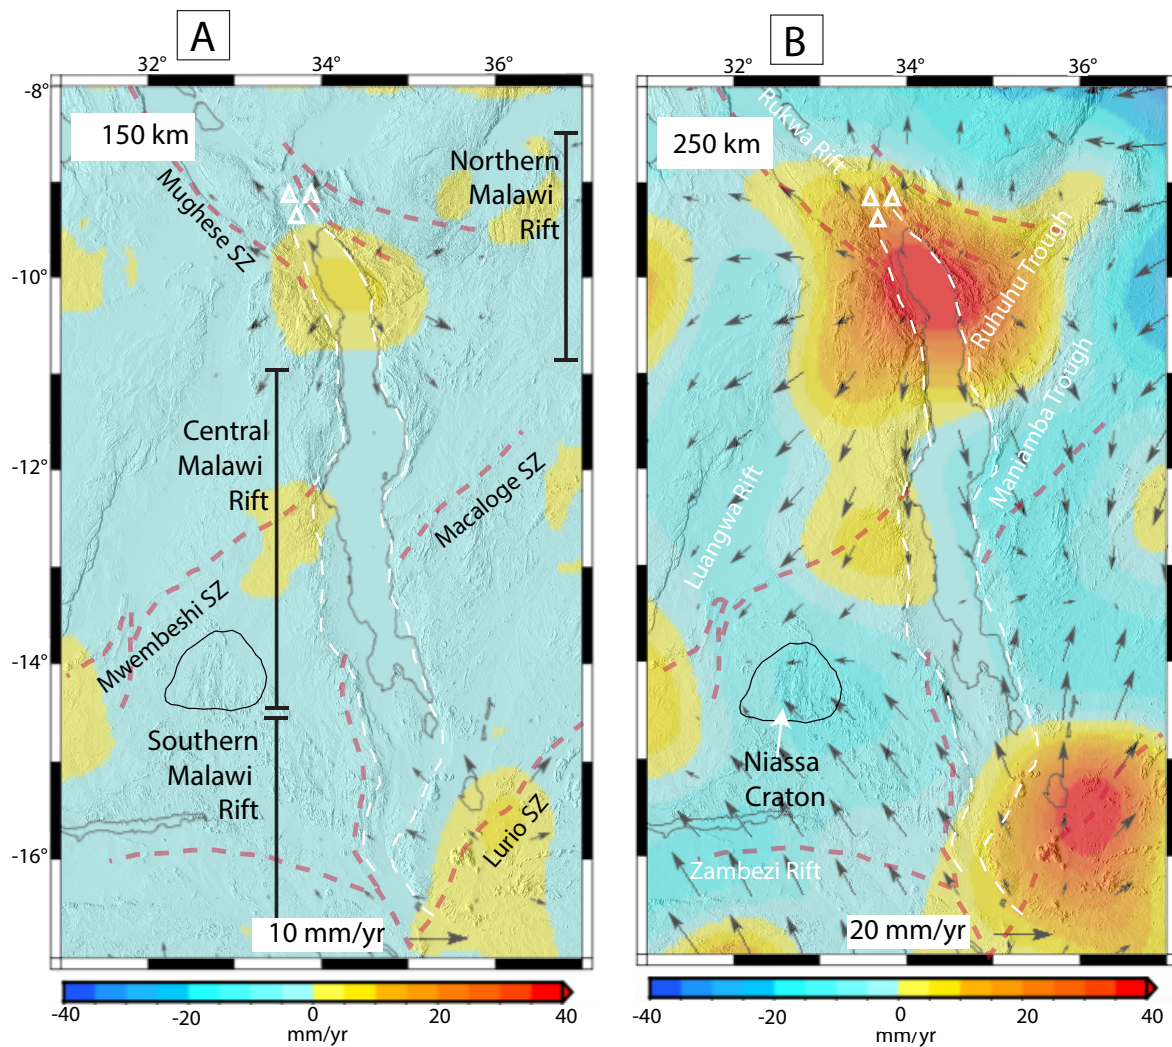 A
32°
34°
36°
-8°
150 km
Northern
Malawi
Rift
Mughese SZ
-10°
Central
Malawi
Rift
-12°
Macaloge SZ
Mwembeshi SZ
-14°
Southern
Malawi
Rift
Lurio SZ
-16°
10 mm/yr
-40
-20
0
20
40
mm/yr
B
32°
34°
36°
250 km
Rukwa Rift
Ruhuhu Trough
Maniamba Trough
Luangwa Rift
Niassa
Craton
Zambezi Rift
20 mm/yr
-40
-20
0
20
40
mm/yr